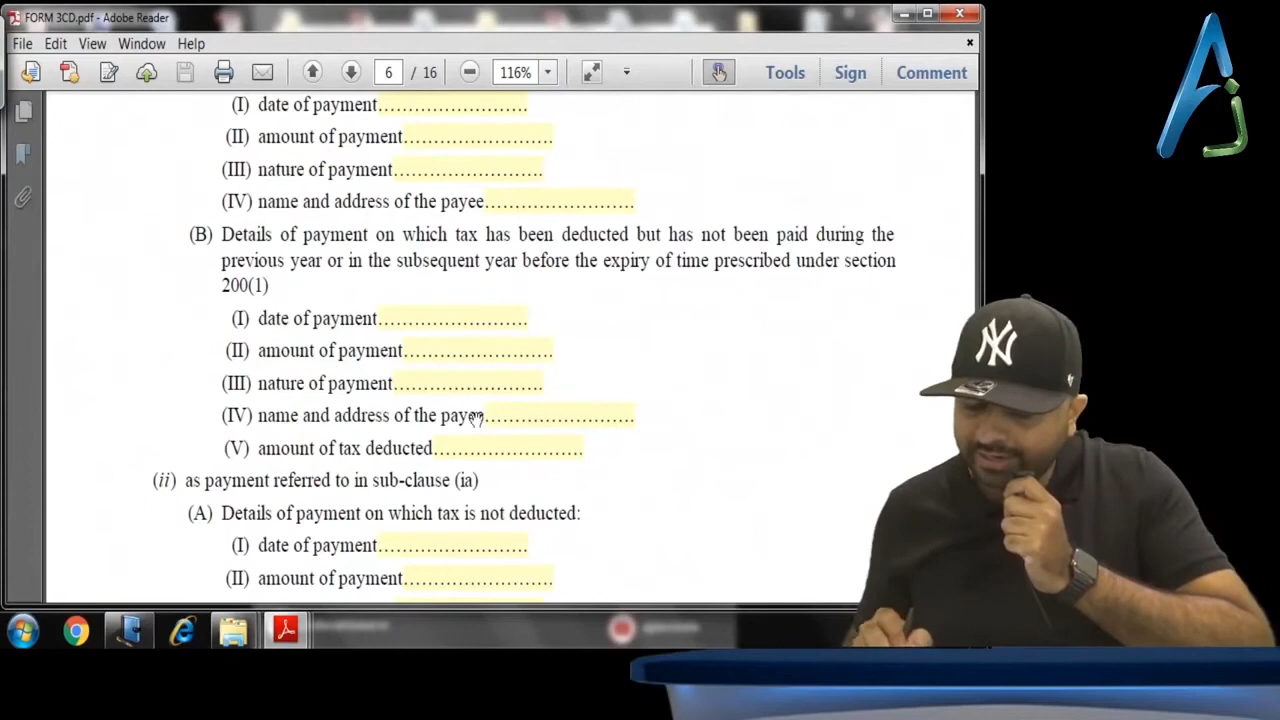 FORM 3CD.pdf - Adobe Reader
File Edit View Window Help
6 / 16 116% Tools Sign Comment
(I) date of payment.........................
(II) amount of payment.........................
(III) nature of payment.........................
(IV) name and address of the payee.........................
(B) Details of payment on which tax has been deducted but has not been paid during the
previous year or in the subsequent year before the expiry of time prescribed under section
200(1)
(I) date of payment.........................
(II) amount of payment.........................
(III) nature of payment.........................
(IV) name and address of the payee.........................
(V) amount of tax deducted.........................
(ii) as payment referred to in sub-clause (ia)
(A) Details of payment on which tax is not deducted:
(I) date of payment.........................
(II) amount of payment.........................
AJ
NY